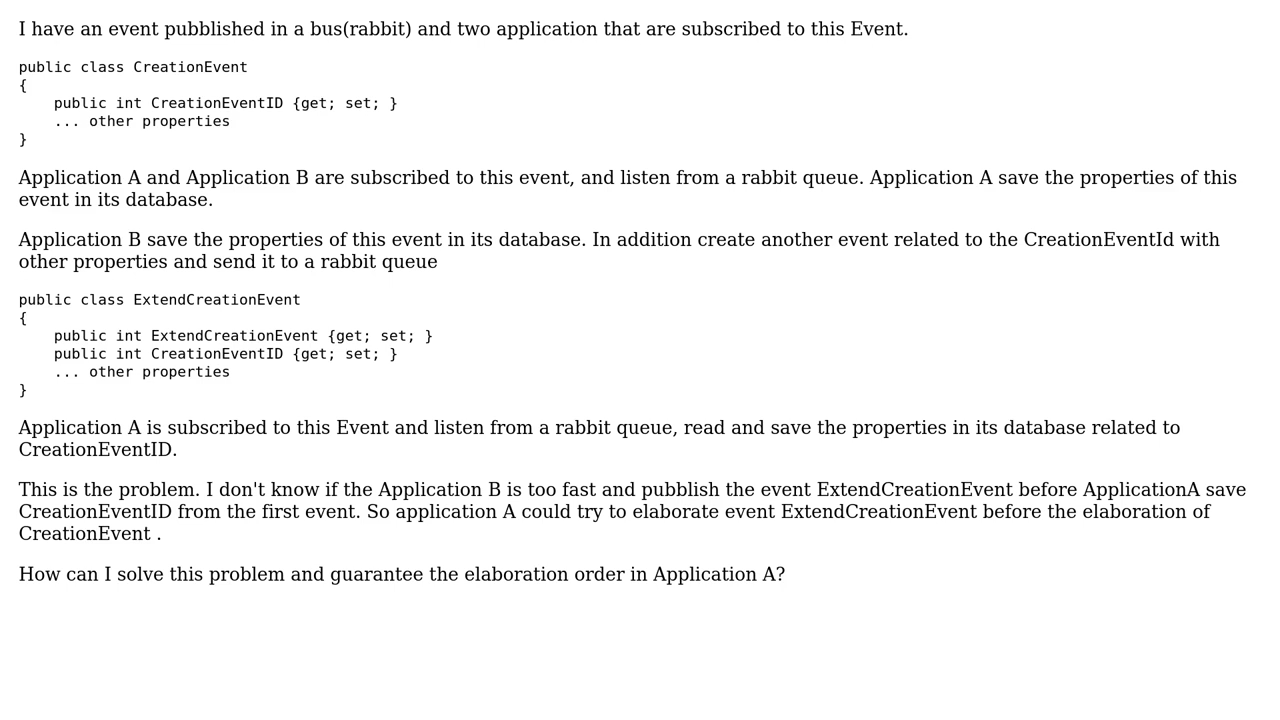 I have an event pubblished in a bus(rabbit) and two application that are subscribed to this Event.
public class CreationEvent
{
    public int CreationEventID {get; set; }
    ... other properties
}
Application A and Application B are subscribed to this event, and listen from a rabbit queue. Application A save the properties of this
event in its database.
Application B save the properties of this event in its database. In addition create another event related to the CreationEventId with
other properties and send it to a rabbit queue
public class ExtendCreationEvent
{
    public int ExtendCreationEvent {get; set; }
    public int CreationEventID {get; set; }
    ... other properties
}
Application A is subscribed to this Event and listen from a rabbit queue, read and save the properties in its database related to
CreationEventID.
This is the problem. I don't know if the Application B is too fast and pubblish the event ExtendCreationEvent before ApplicationA save
CreationEventID from the first event. So application A could try to elaborate event ExtendCreationEvent before the elaboration of
CreationEvent .
How can I solve this problem and guarantee the elaboration order in Application A?